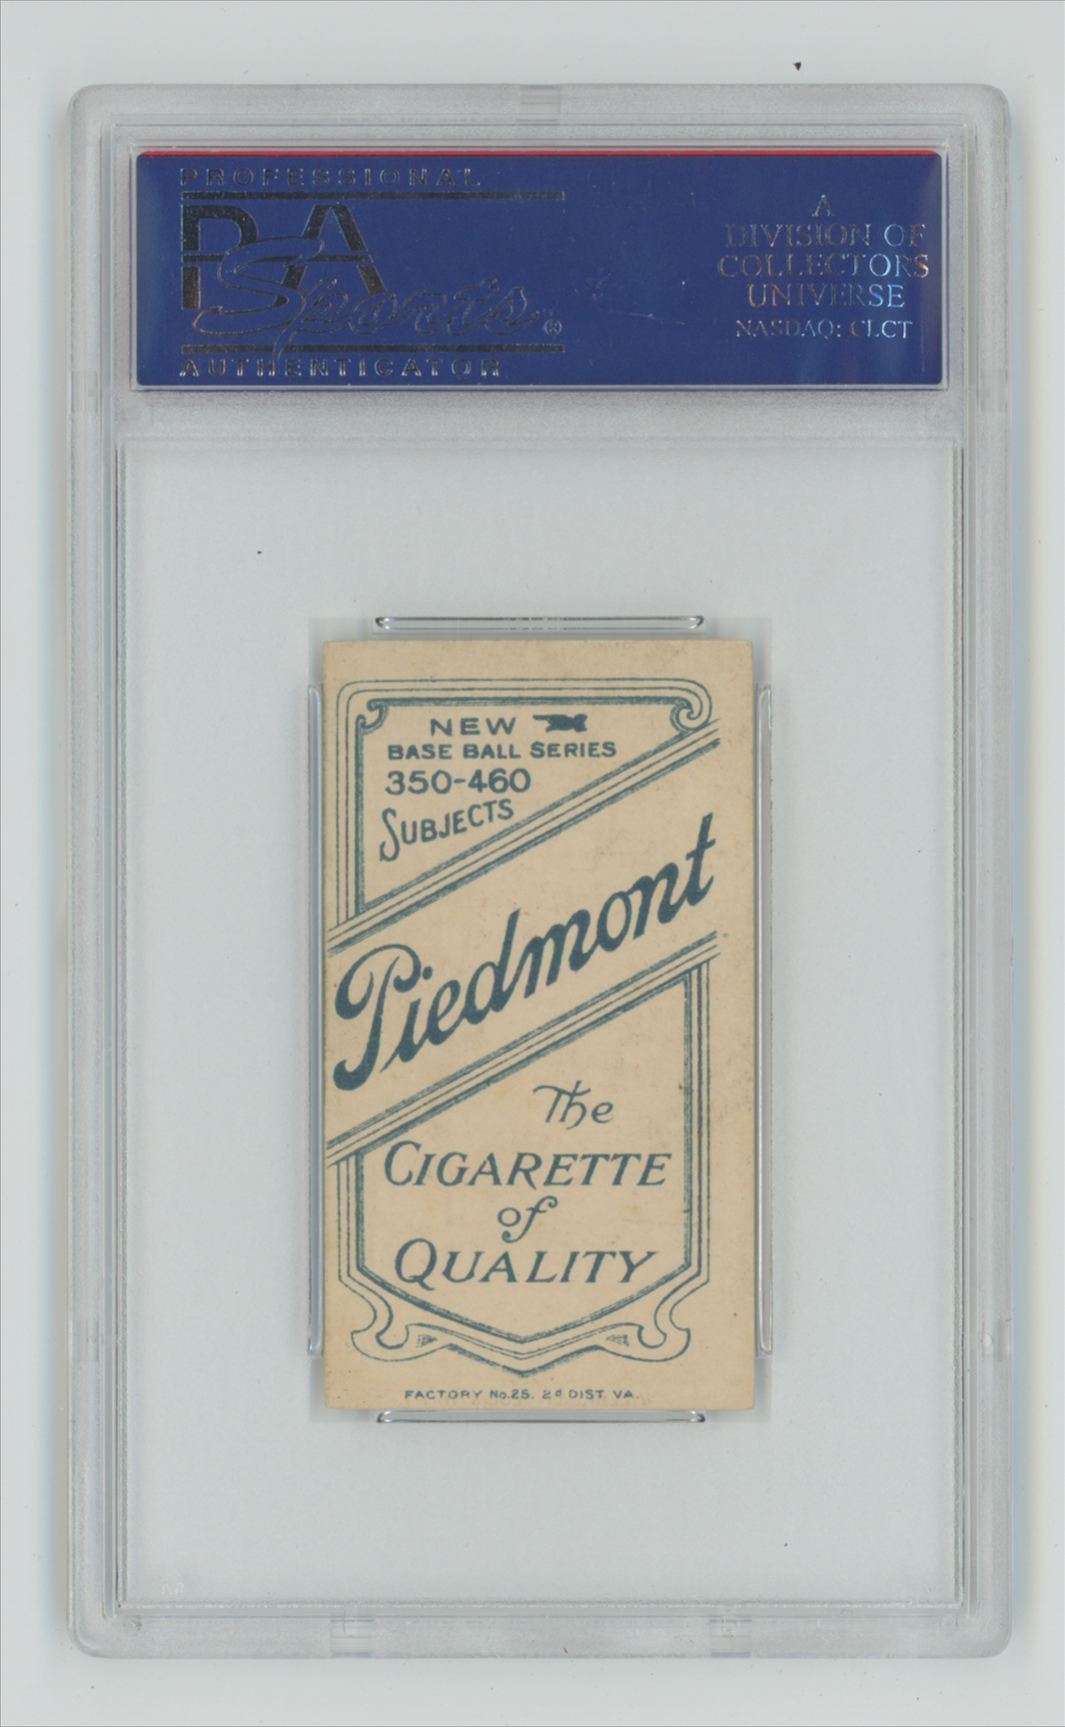 PROFESSIONAL
PSA
Sports®
AUTHENTICATOR
A
DIVISION OF
COLLECTORS
UNIVERSE
NASDAQ: CLCT
NEW
BASE BALL SERIES
350-460
SUBJECTS
Piedmont
The
CIGARETTE
of
QUALITY
FACTORY No.25. 2d DIST. VA.